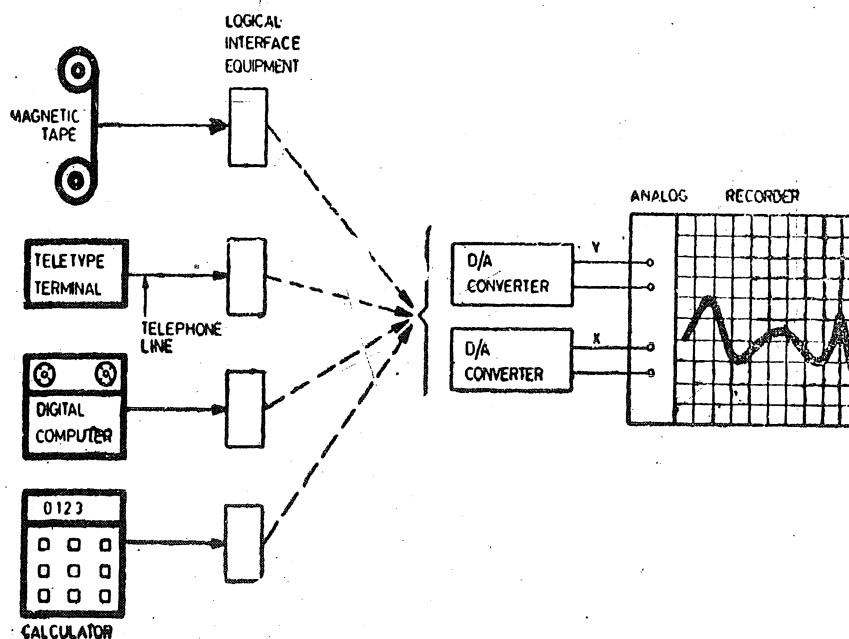 LOGICAL
INTERFACE
EQUIPMENT
MAGNETIC
TAPE
TELETYPE
TERMINAL
TELEPHONE
LINE
DIGITAL
COMPUTER
0123
CALCULATOR
D/A
CONVERTER
Y
D/A
CONVERTER
X
ANALOG RECORDER